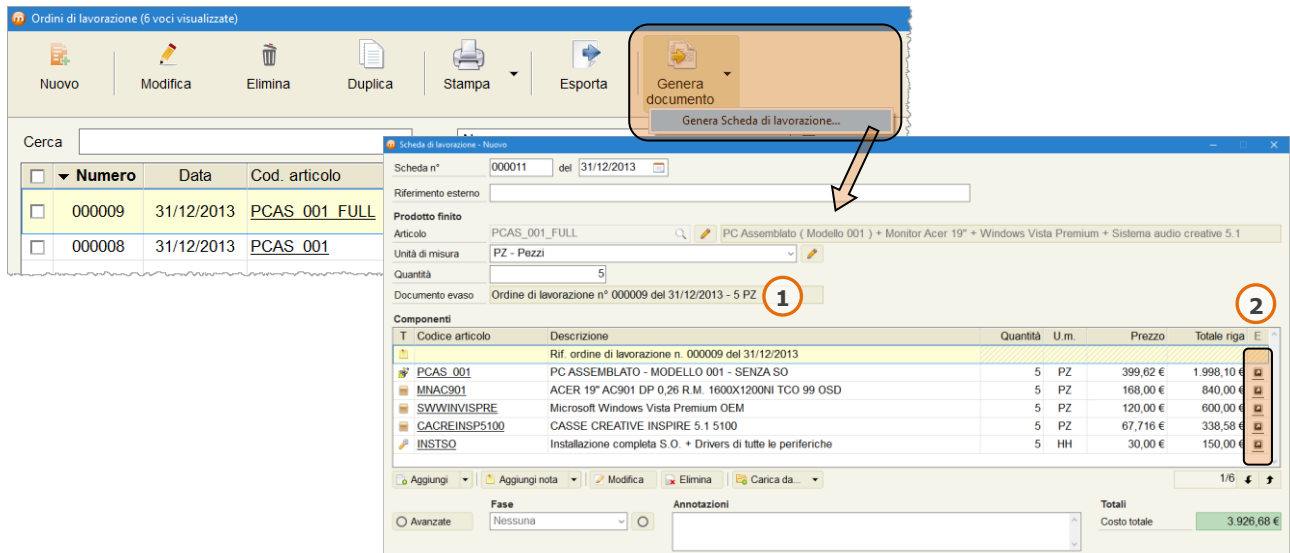 Ordini di lavorazione (6 voci visualizzate)
Nuovo Modifica Elimina Duplica Stampa Esporta Genera documento
Genera Scheda di lavorazione...
Cerca
Numero Data Cod. articolo
000009 31/12/2013 PCAS_001_FULL
000008 31/12/2013 PCAS_001
Scheda di lavorazione - Nuovo
Scheda n° 000011 del 31/12/2013
Riferimento esterno
Prodotto finito
Articolo PCAS_001_FULL PC Assemblato ( Modello 001 ) + Monitor Acer 19" + Windows Vista Premium + Sistema audio creative 5.1
Unità di misura PZ - Pezzi
Quantità 5
Documento evaso Ordine di lavorazione n° 000009 del 31/12/2013 - 5 PZ
1
2
Componenti
T Codice articolo Descrizione Quantità U.m. Prezzo Totale riga E
Rif. ordine di lavorazione n. 000009 del 31/12/2013
PCAS_001 PC ASSEMBLATO - MODELLO 001 - SENZA SO 5 PZ 399,62 € 1.998,10 €
MNAC901 ACER 19" AC901 DP 0,26 R.M. 1600X1200NI TCO 99 OSD 5 PZ 168,00 € 840,00 €
SWWINVISPRE Microsoft Windows Vista Premium OEM 5 PZ 120,00 € 600,00 €
CACREINSP5100 CASSE CREATIVE INSPIRE 5.1 5100 5 PZ 67,716 € 338,58 €
INSTSO Installazione completa S.O. + Drivers di tutte le periferiche 5 HH 30,00 € 150,00 €
Aggiungi Aggiungi nota Modifica Elimina Carica da... 1/6
Fase Annotazioni Totali
Avanzate Nessuna Costo totale 3.926,68 €